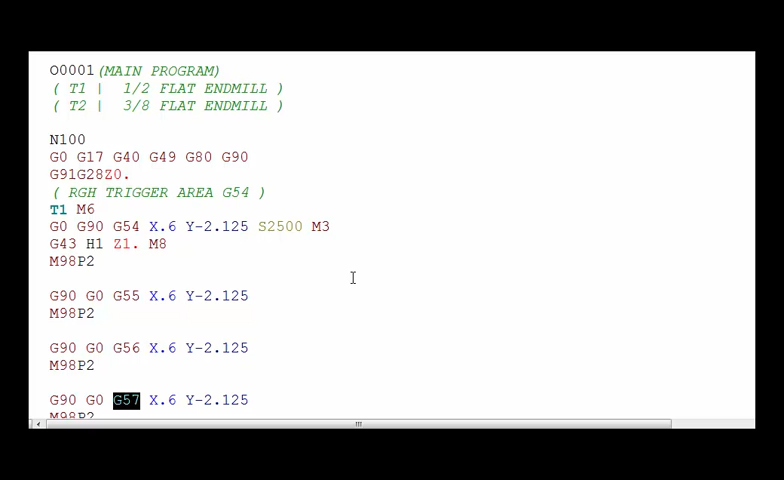 O0001(MAIN PROGRAM)
( T1 | 1/2 FLAT ENDMILL )
( T2 | 3/8 FLAT ENDMILL )
N100
G0 G17 G40 G49 G80 G90
G91G28Z0.
( RGH TRIGGER AREA G54 )
T1 M6
G0 G90 G54 X.6 Y-2.125 S2500 M3
G43 H1 Z1. M8
M98P2
G90 G0 G55 X.6 Y-2.125
M98P2
G90 G0 G56 X.6 Y-2.125
M98P2
G90 G0 G57 X.6 Y-2.125
M98P2